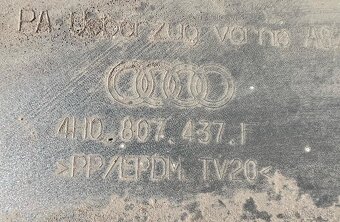 PA Ueberzug vorne A8
4H0.807.437.F
>PP/EPDM TV20<